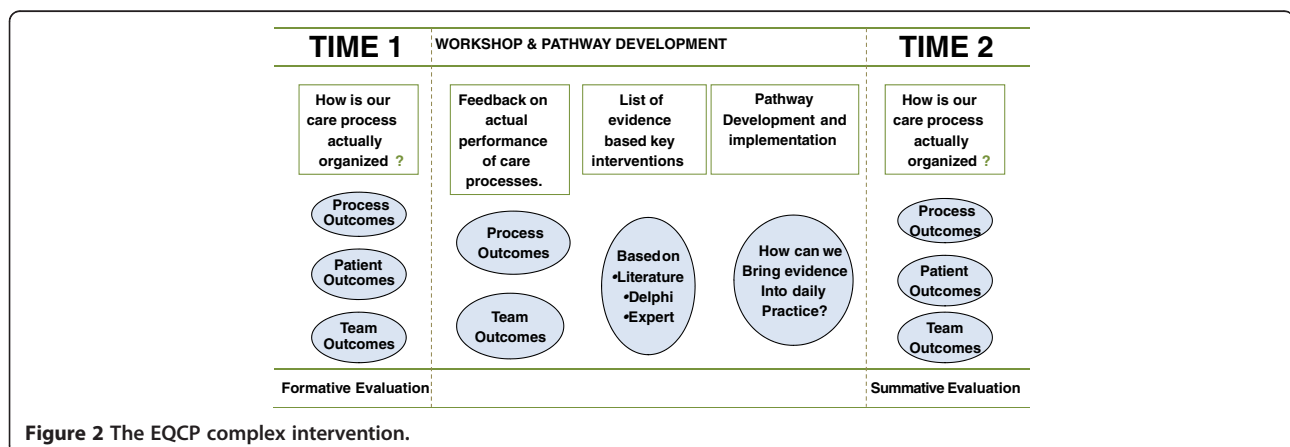 TIME 1
WORKSHOP & PATHWAY DEVELOPMENT
TIME 2
How is our
care process
actually
organized ?
Feedback on
actual
performance
of care
processes.
List of
evidence
based key
interventions
Pathway
Development and
implementation
How is our
care process
actually
organized ?
Process
Outcomes
Patient
Outcomes
Team
Outcomes
Process
Outcomes
Team
Outcomes
Based on
•Literature
•Delphi
•Expert
How can we
Bring evidence
Into daily
Practice?
Process
Outcomes
Patient
Outcomes
Team
Outcomes
Formative Evaluation
Summative Evaluation
Figure 2 The EQCP complex intervention.